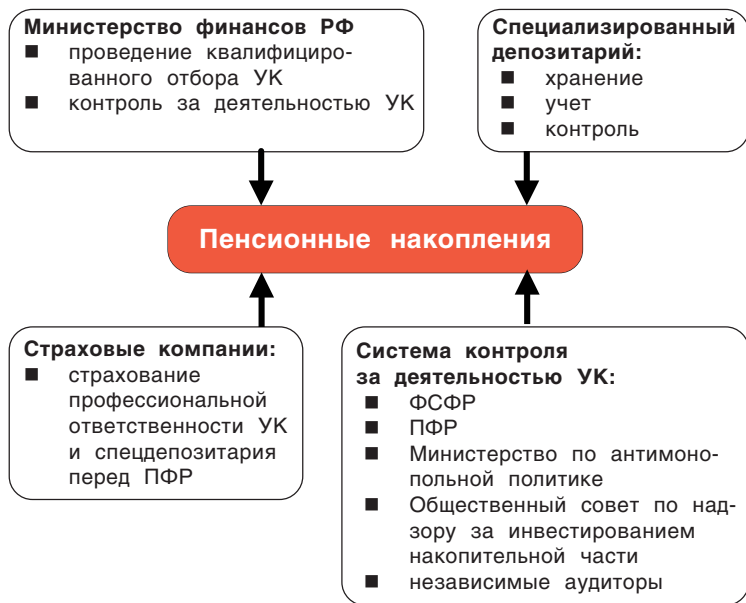 Министерство финансов РФ
■ проведение квалифициро-
ванного отбора УК
■ контроль за деятельностью УК
Специализированный
депозитарий:
■ хранение
■ учет
■ контроль
Пенсионные накопления
Страховые компании:
■ страхование
профессиональной
ответственности УК
и спецдепозитария
перед ПФР
Система контроля
за деятельностью УК:
■ ФСФР
■ ПФР
■ Министерство по антимоно-
польной политике
■ Общественный совет по над-
зору за инвестированием
накопительной части
■ независимые аудиторы